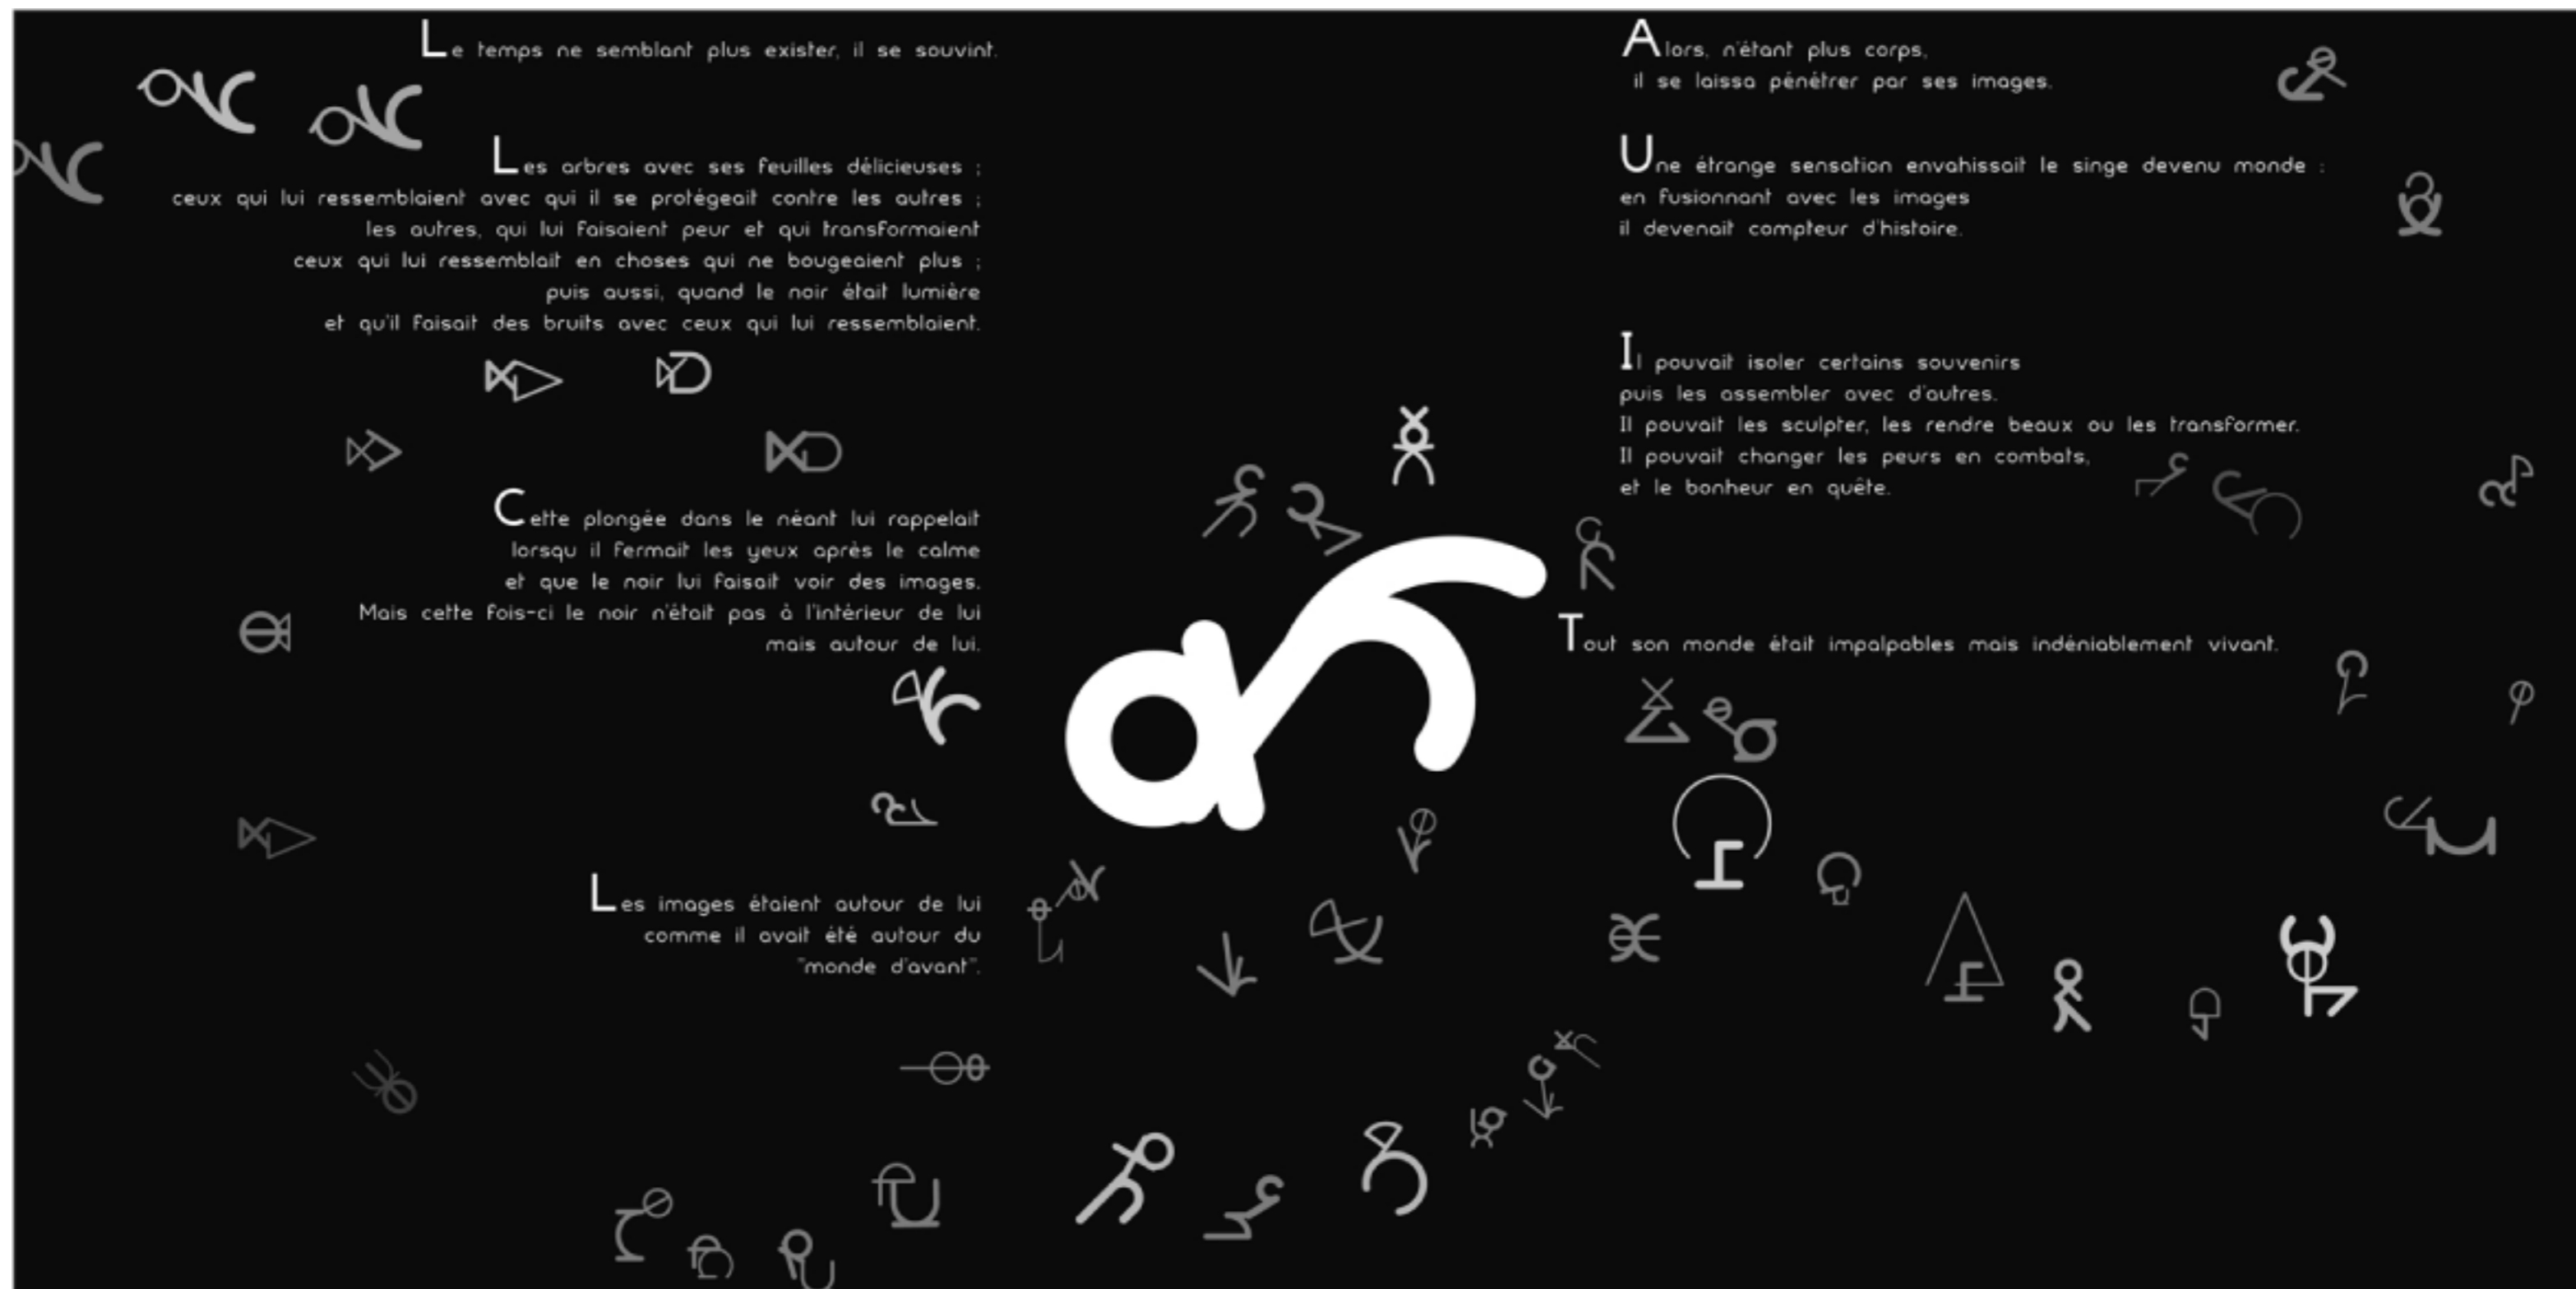 Le temps ne semblant plus exister, il se souvint.
Les arbres avec ses feuilles délicieuses ;
ceux qui lui ressemblaient avec qui il se protégeait contre les autres ;
les autres, qui lui faisaient peur et qui transformaient
ceux qui lui ressemblait en choses qui ne bougeaient plus ;
puis aussi, quand le noir était lumière
et qu'il faisait des bruits avec ceux qui lui ressemblaient.
Cette plongée dans le néant lui rappelait
lorsqu il fermait les yeux après le calme
et que le noir lui faisait voir des images.
Mais cette fois-ci le noir n'était pas à l'intérieur de lui
mais autour de lui.
Les images étaient autour de lui
comme il avait été autour du
"monde d'avant".
Alors, n'étant plus corps,
il se laissa pénétrer par ses images.
Une étrange sensation envahissait le singe devenu monde :
en fusionnant avec les images
il devenait compteur d'histoire.
Il pouvait isoler certains souvenirs
puis les assembler avec d'autres.
Il pouvait les sculpter, les rendre beaux ou les transformer.
Il pouvait changer les peurs en combats,
et le bonheur en quête.
Tout son monde était impalpables mais indéniablement vivant.